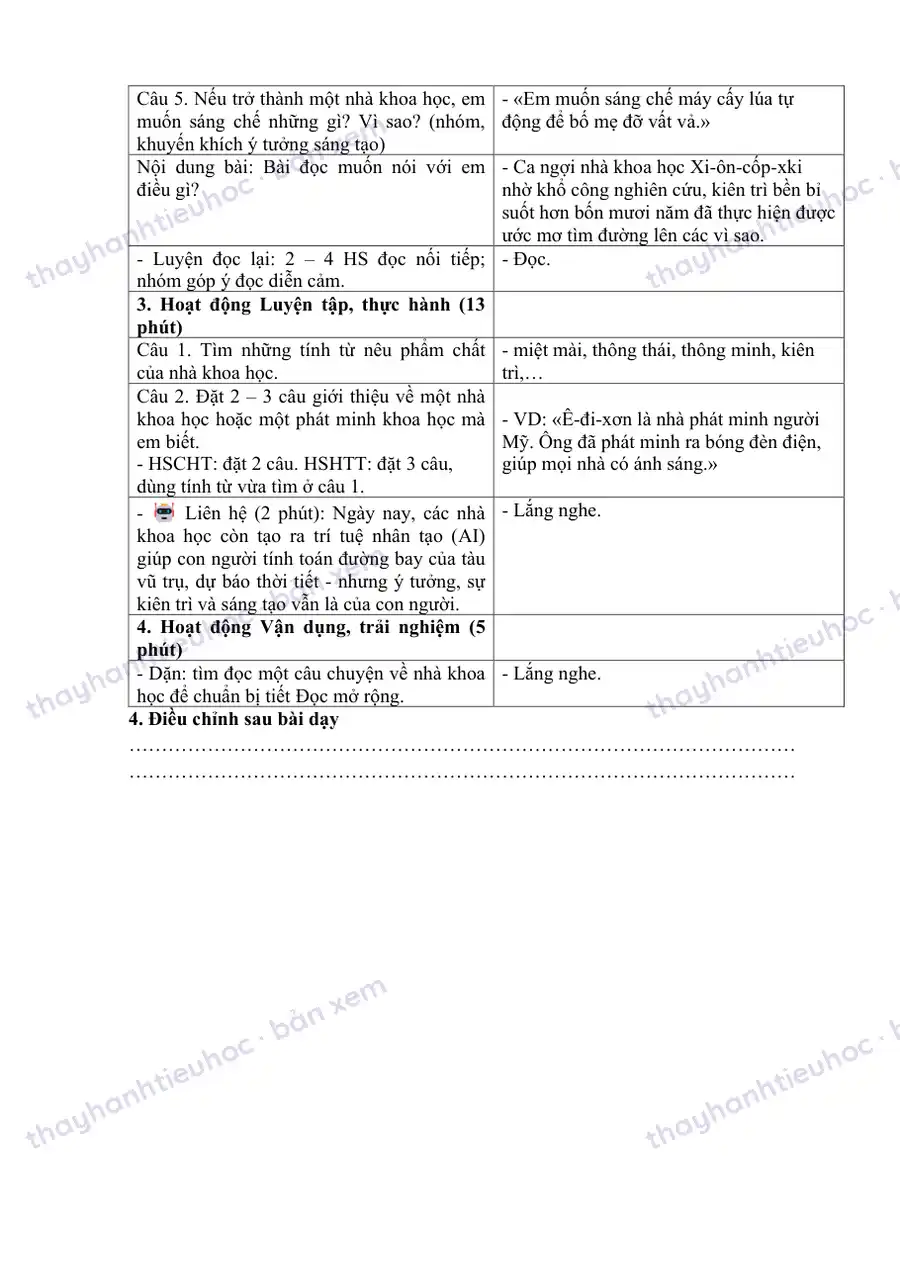 Câu 5. Nếu trở thành một nhà khoa học, em
muốn sáng chế những gì? Vì sao? (nhóm,
khuyến khích ý tưởng sáng tạo)
- «Em muốn sáng chế máy cấy lúa tự
động để bố mẹ đỡ vất vả.»
Nội dung bài: Bài đọc muốn nói với em
điều gì?
- Ca ngợi nhà khoa học Xi-ôn-cốp-xki
nhờ khổ công nghiên cứu, kiên trì bền bỉ
suốt hơn bốn mươi năm đã thực hiện được
ước mơ tìm đường lên các vì sao.
- Luyện đọc lại: 2 – 4 HS đọc nối tiếp;
nhóm góp ý đọc diễn cảm.
- Đọc.
3. Hoạt động Luyện tập, thực hành (13
phút)
Câu 1. Tìm những tính từ nêu phẩm chất
của nhà khoa học.
- miệt mài, thông thái, thông minh, kiên
trì,…
Câu 2. Đặt 2 – 3 câu giới thiệu về một nhà
khoa học hoặc một phát minh khoa học mà
em biết.
- HSCHT: đặt 2 câu. HSHTT: đặt 3 câu,
dùng tính từ vừa tìm ở câu 1.
- VD: «Ê-đi-xơn là nhà phát minh người
Mỹ. Ông đã phát minh ra bóng đèn điện,
giúp mọi nhà có ánh sáng.»
- Liên hệ (2 phút): Ngày nay, các nhà
khoa học còn tạo ra trí tuệ nhân tạo (AI)
giúp con người tính toán đường bay của tàu
vũ trụ, dự báo thời tiết - nhưng ý tưởng, sự
kiên trì và sáng tạo vẫn là của con người.
- Lắng nghe.
4. Hoạt động Vận dụng, trải nghiệm (5
phút)
- Dặn: tìm đọc một câu chuyện về nhà khoa
học để chuẩn bị tiết Đọc mở rộng.
- Lắng nghe.
4. Điều chỉnh sau bài dạy
…………………………………………………………………………………………
…………………………………………………………………………………………
thayhanhtieuhoc · bản xem
thayhanhtieuhoc · b
thayhanhtieuhoc · bản xem
thayhanhtieuhoc · b
thayhanhtieuhoc · bản xem
thayhanhtieuhoc · b